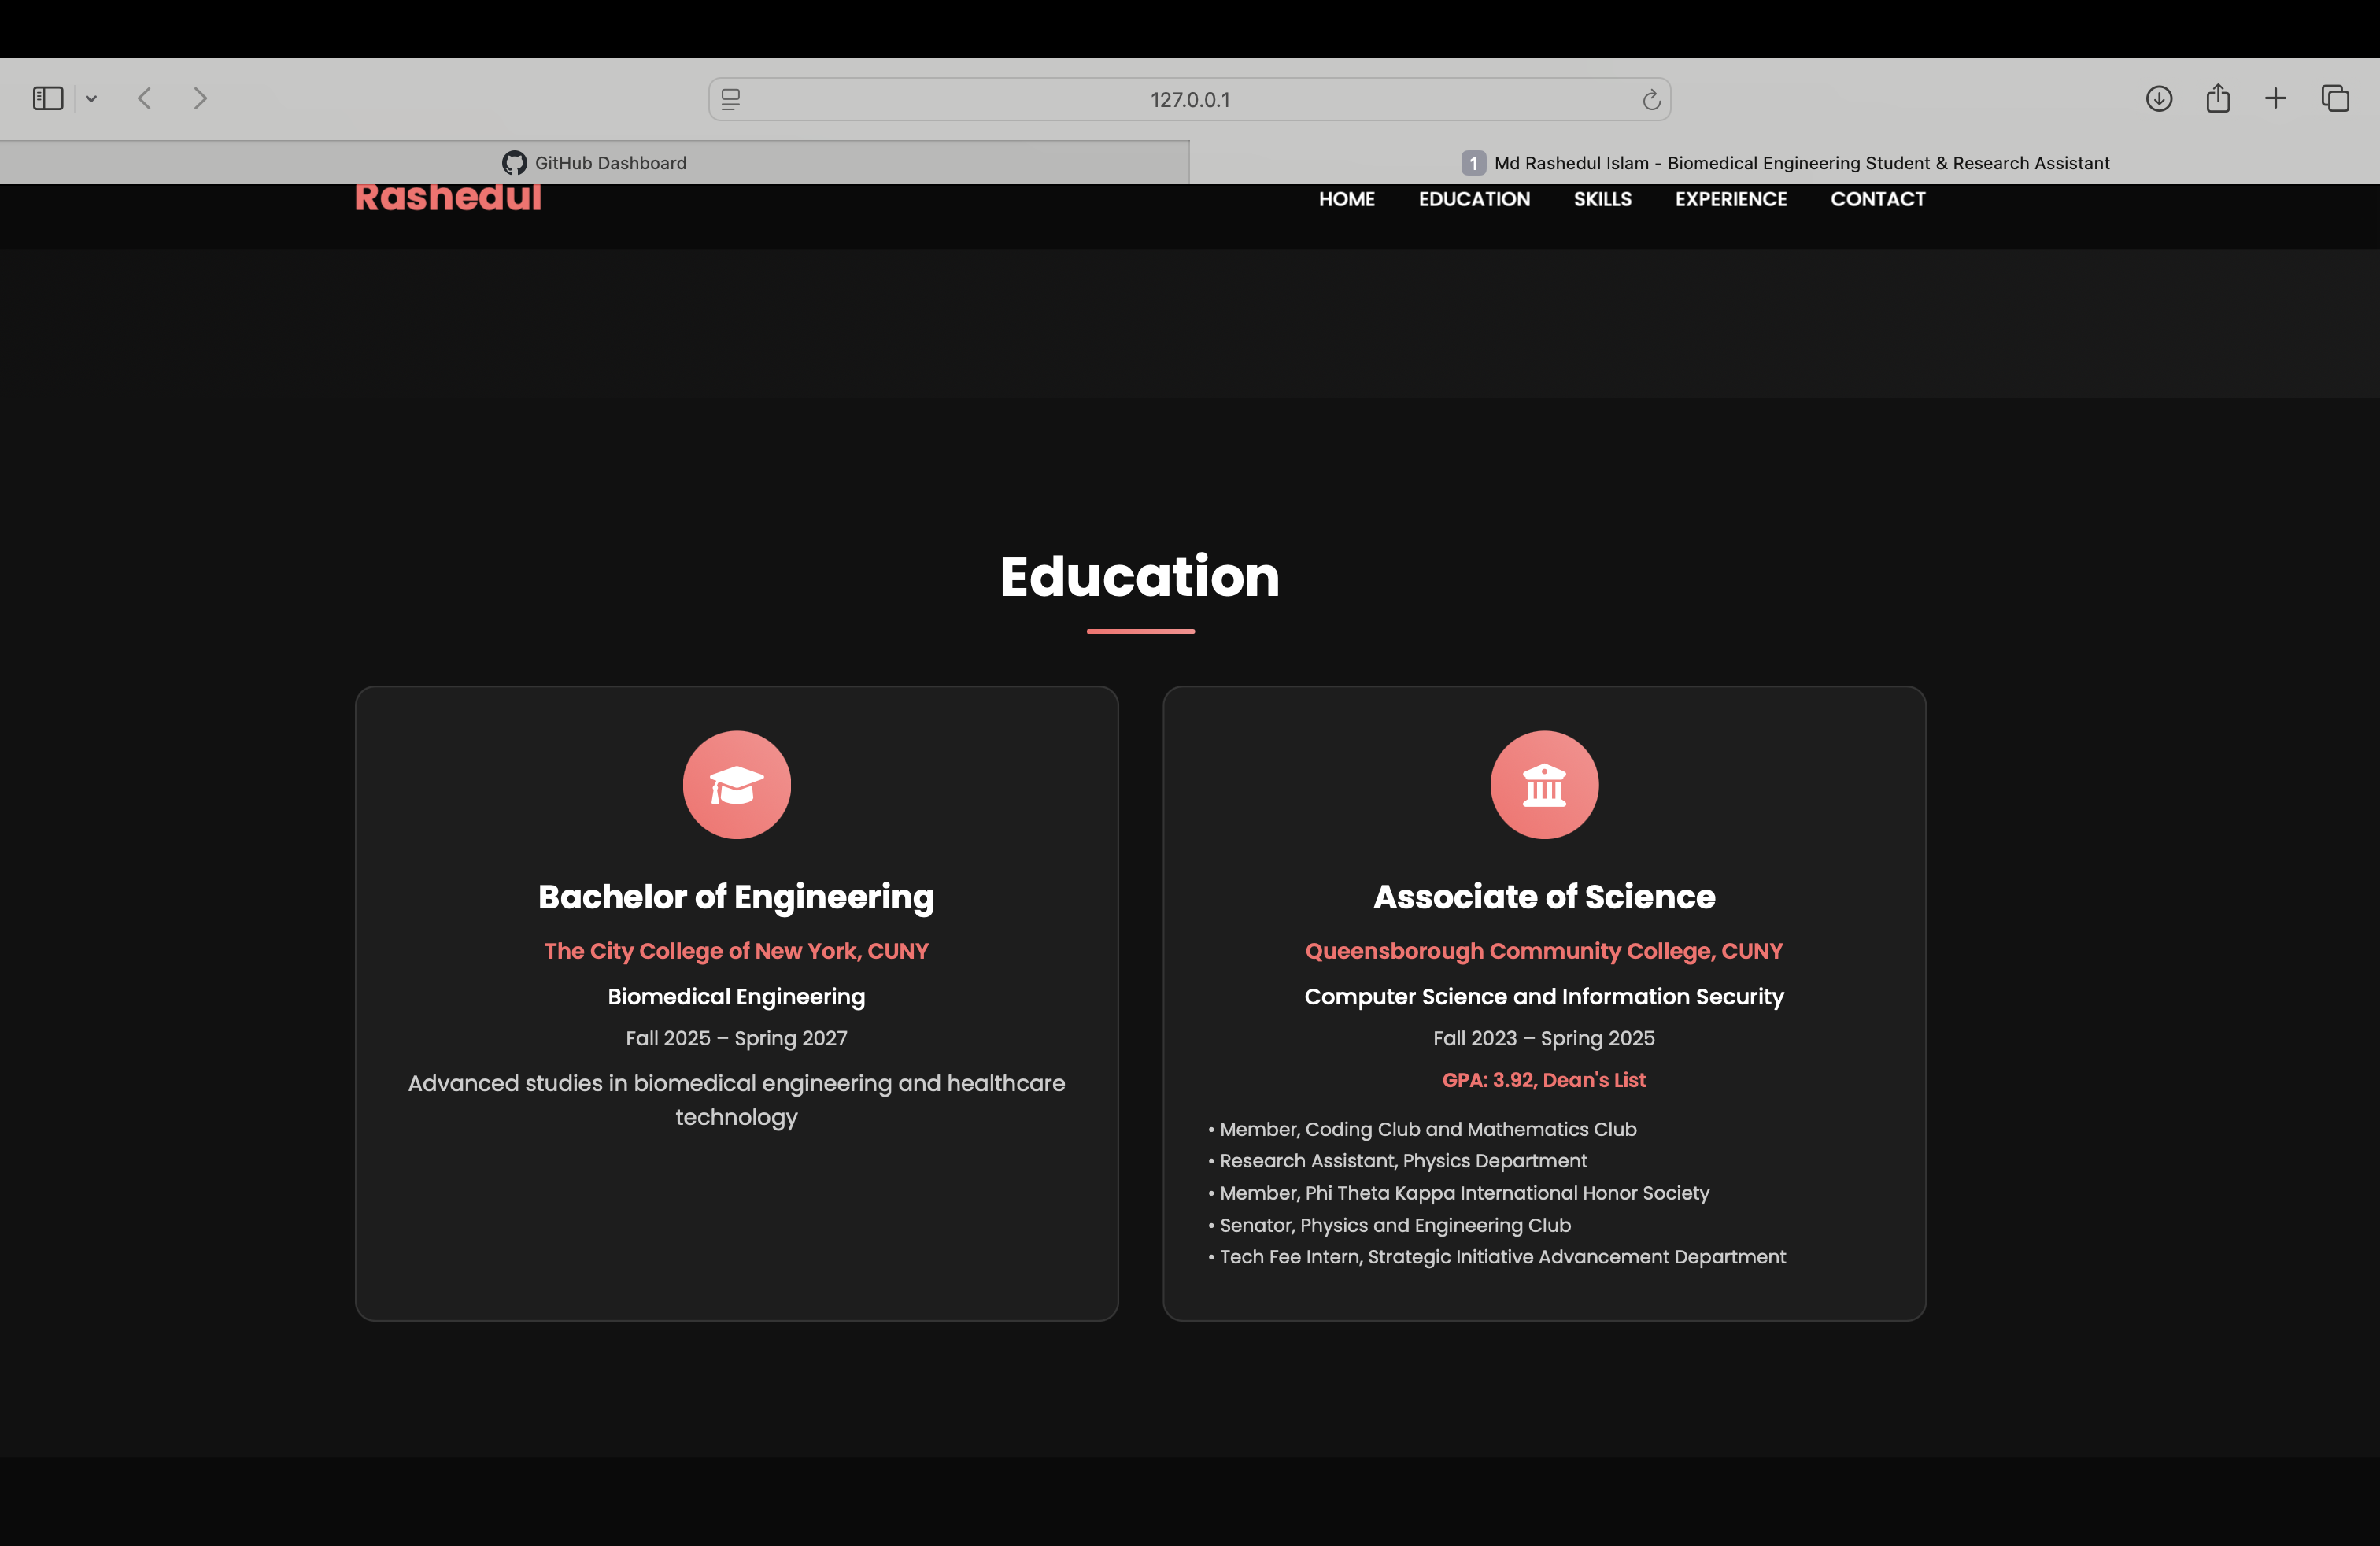 127.0.0.1
GitHub Dashboard
1 Md Rashedul Islam - Biomedical Engineering Student & Research Assistant
Rashedul
HOME EDUCATION SKILLS EXPERIENCE CONTACT
Education
Bachelor of Engineering
The City College of New York, CUNY
Biomedical Engineering
Fall 2025 – Spring 2027
Advanced studies in biomedical engineering and healthcare
technology
Associate of Science
Queensborough Community College, CUNY
Computer Science and Information Security
Fall 2023 – Spring 2025
GPA: 3.92, Dean's List
• Member, Coding Club and Mathematics Club
• Research Assistant, Physics Department
• Member, Phi Theta Kappa International Honor Society
• Senator, Physics and Engineering Club
• Tech Fee Intern, Strategic Initiative Advancement Department